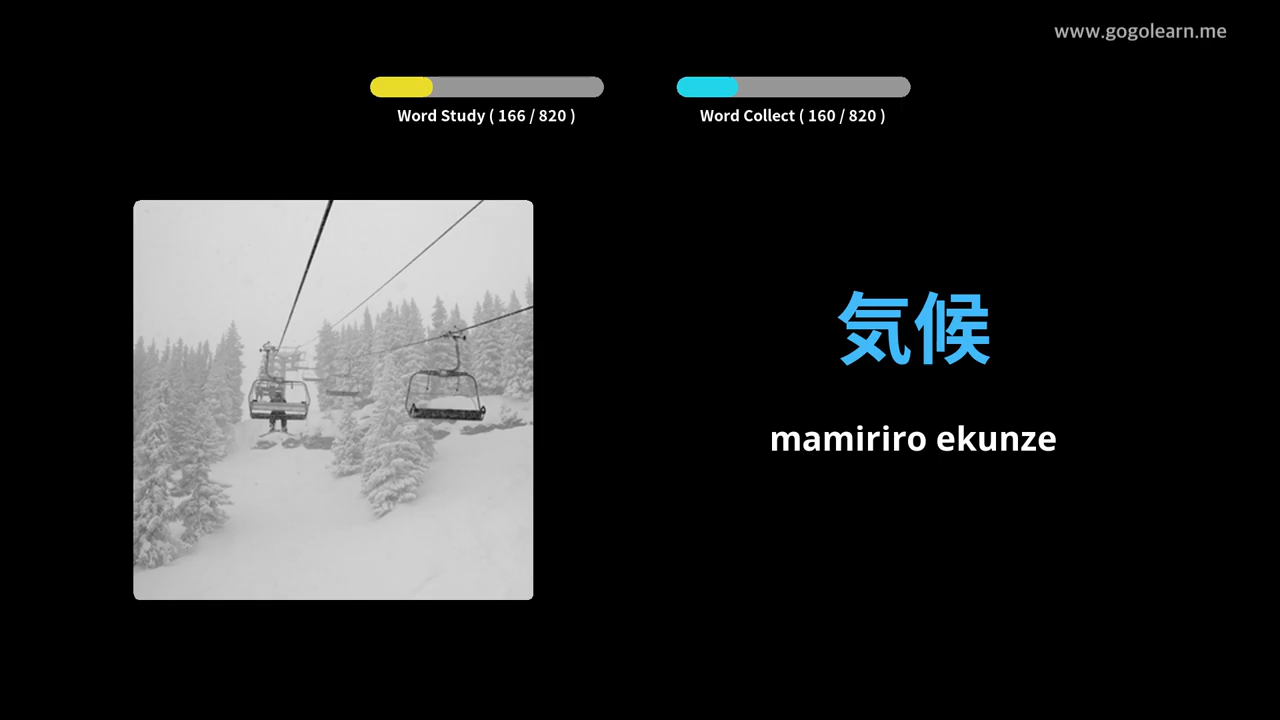 www.gogolearn.me
Word Study ( 166 / 820 )
Word Collect ( 160 / 820 )
気候
mamiriro ekunze